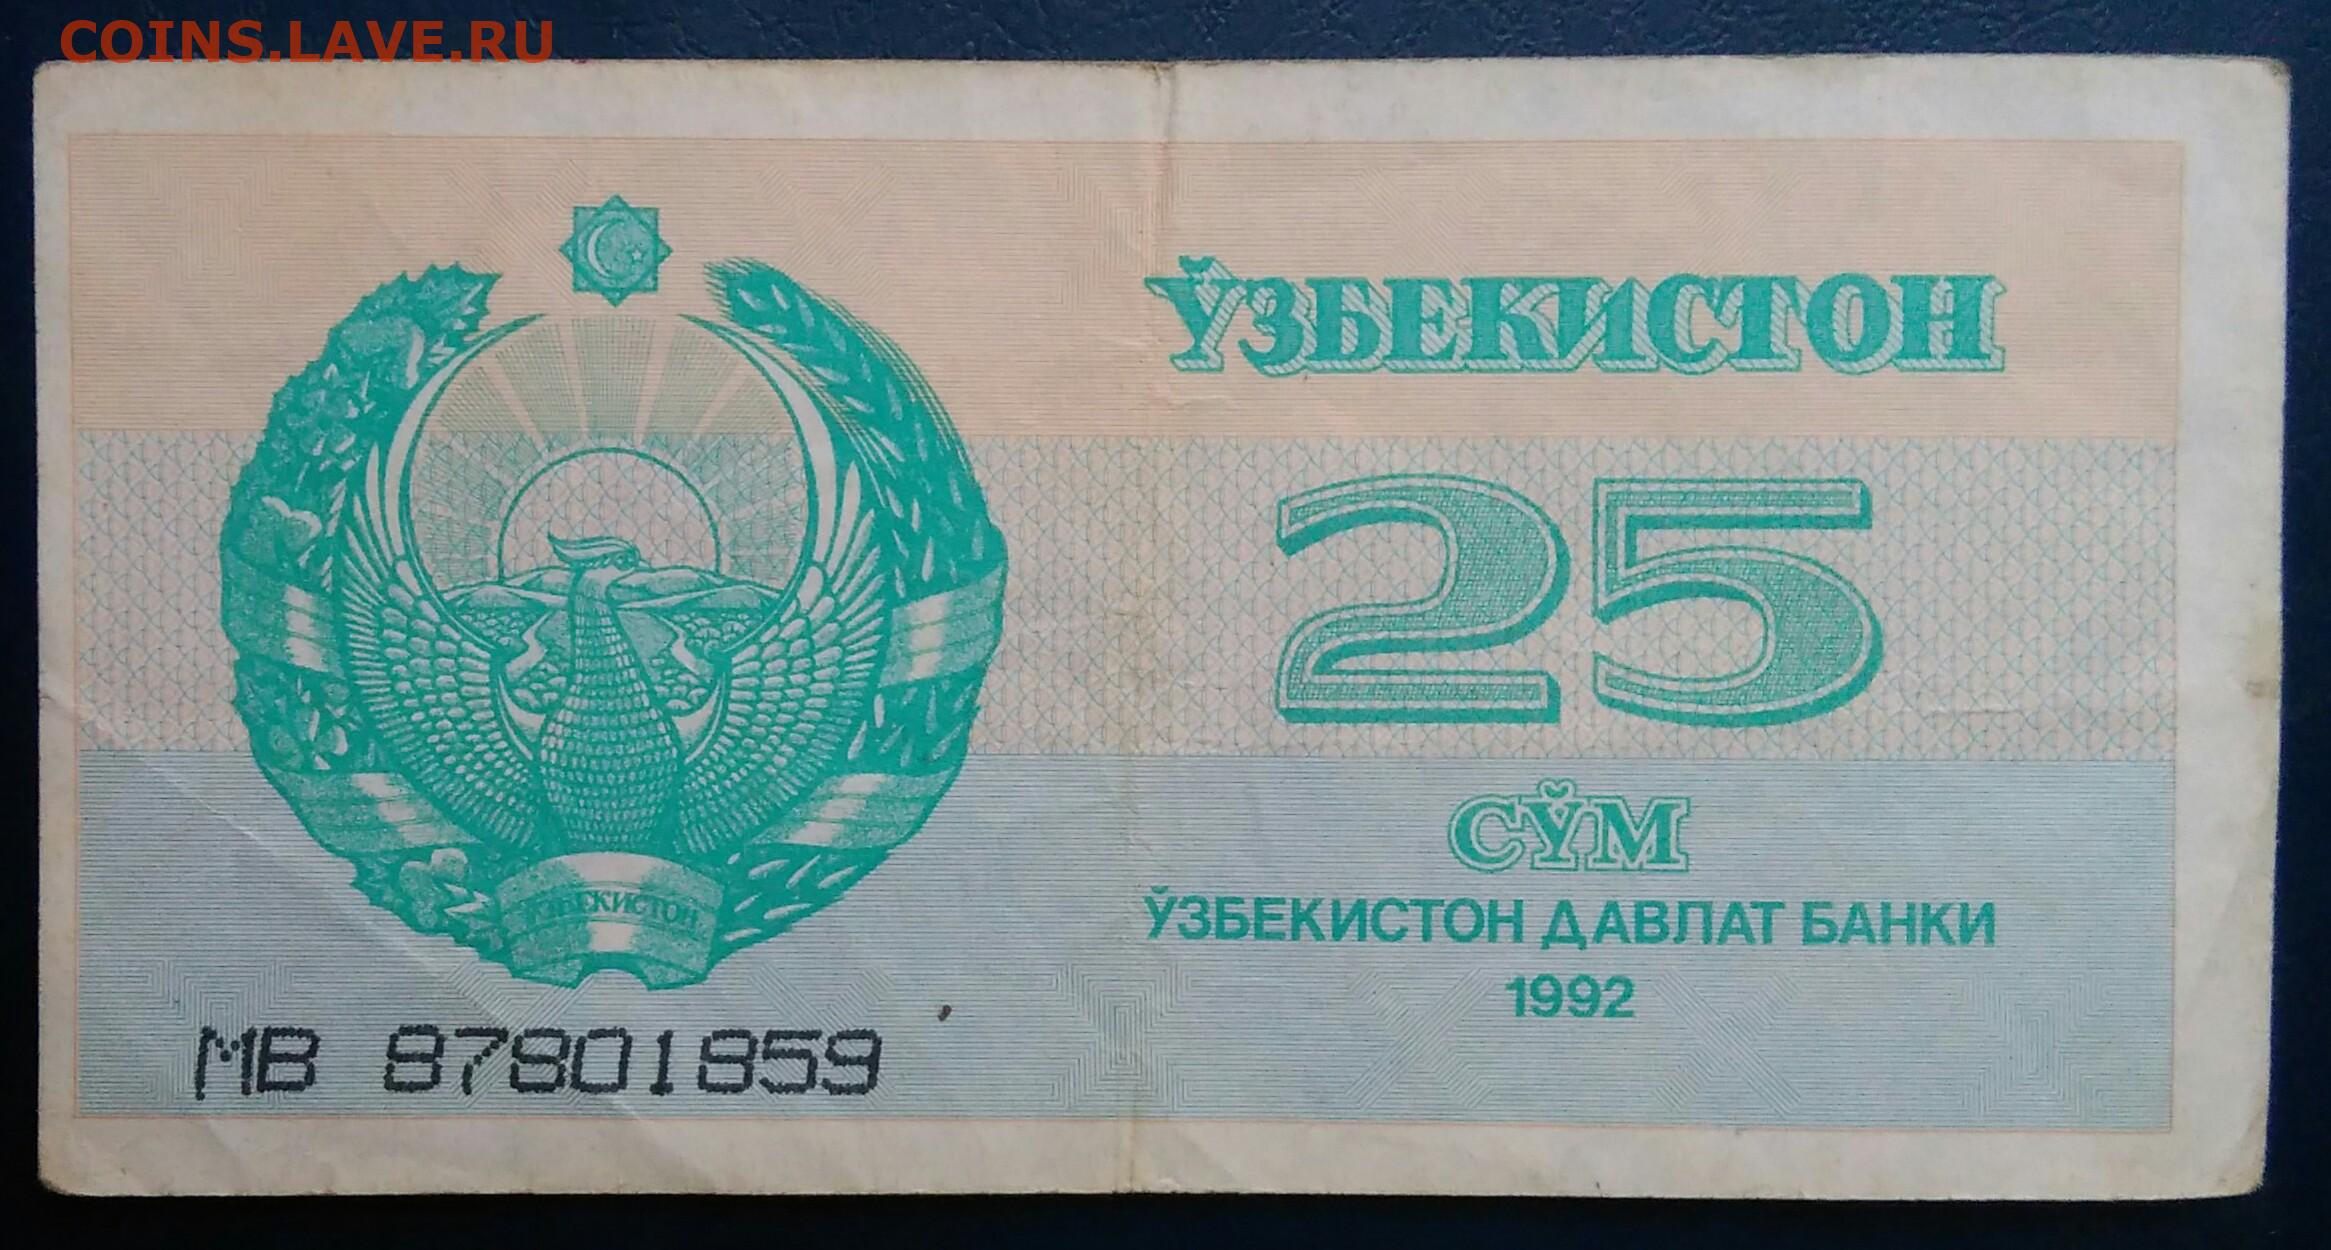 COINS.LAVE.RU
ЎЗБЕКИСТОН
25
СЎМ
ЎЗБЕКИСТОН ДАВЛАТ БАНКИ
1992
ЎЗБЕКИСТОН
МВ 87801859